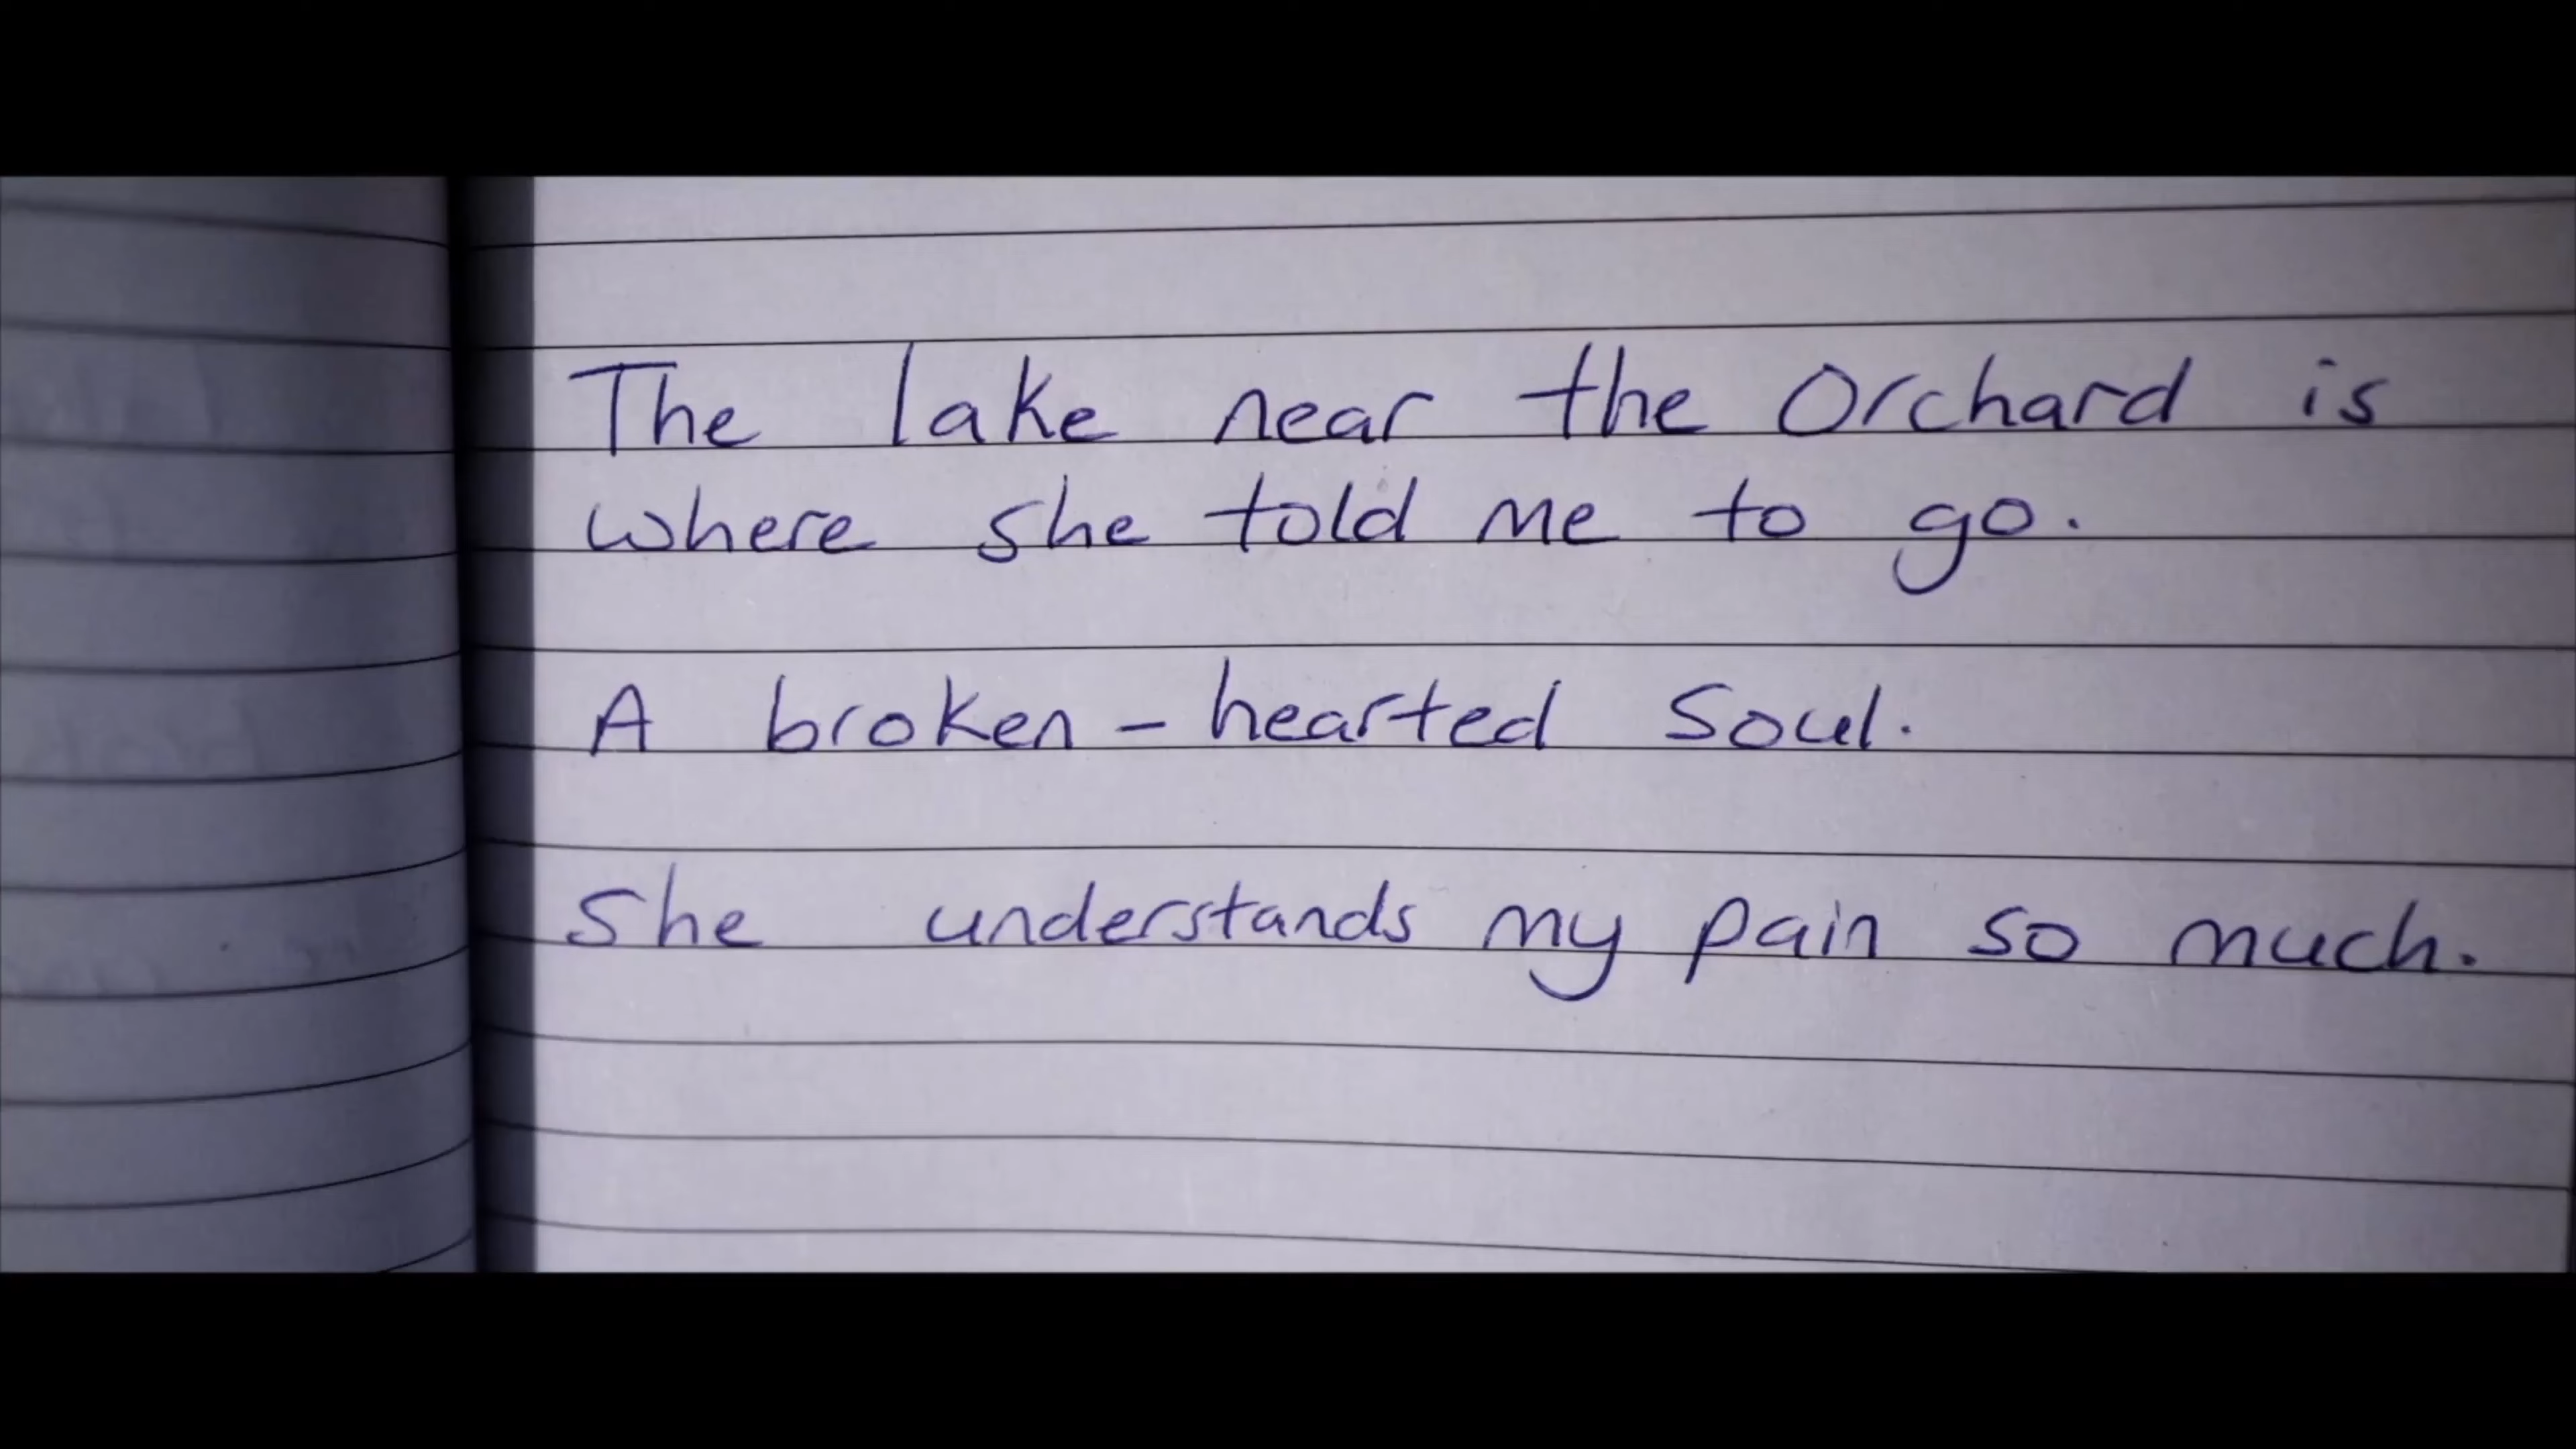 The lake near the Orchard is
where she told me to go.
A broken-hearted soul.
She understands my pain so much.